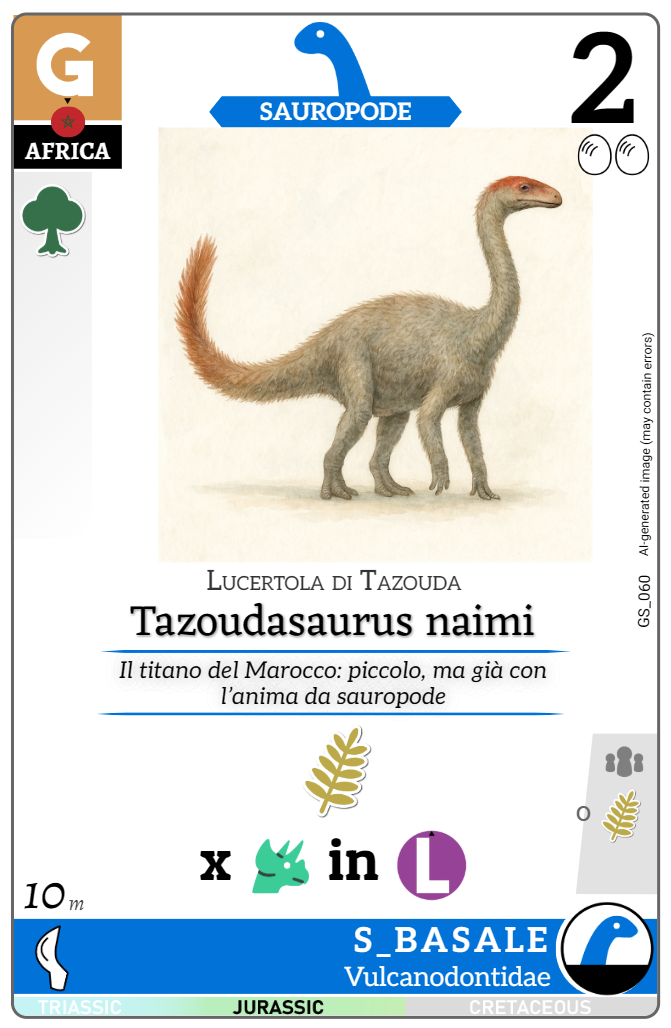 G
AFRICA
SAUROPODE
2
AI-generated image (may contain errors)
GS_060
Lucertola di Tazouda
Tazoudasaurus naimi
Il titano del Marocco: piccolo, ma già con
l'anima da sauropode
o
x in L
10 m
S_BASALE
Vulcanodontidae
TRIASSIC JURASSIC CRETACEOUS